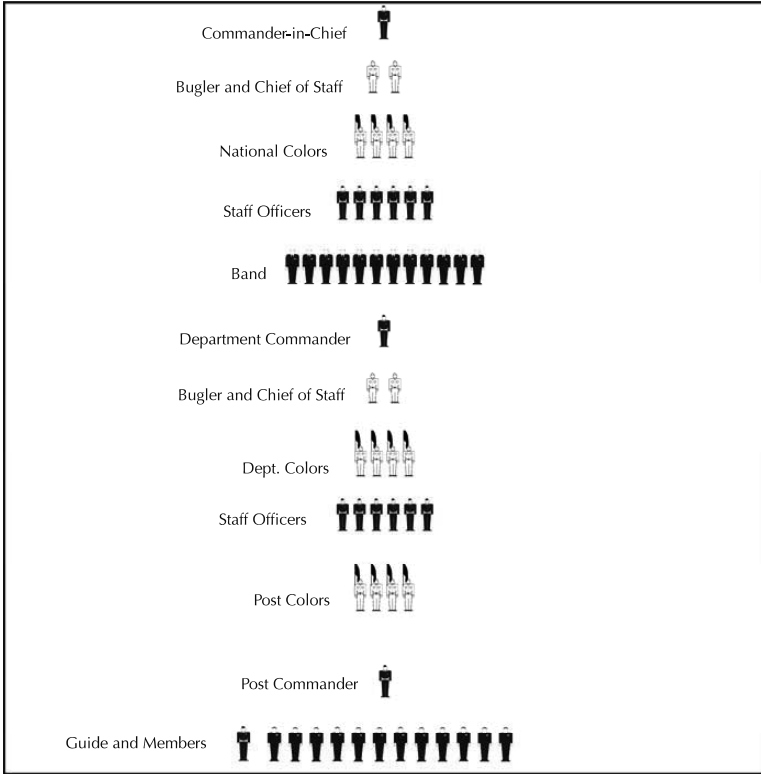 Commander-in-Chief
Bugler and Chief of Staff
National Colors
Staff Officers
Band
Department Commander
Bugler and Chief of Staff
Dept. Colors
Staff Officers
Post Colors
Post Commander
Guide and Members